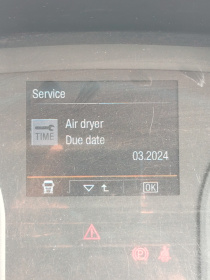 Service
TIME
Air dryer
Due date
03.2024
OK